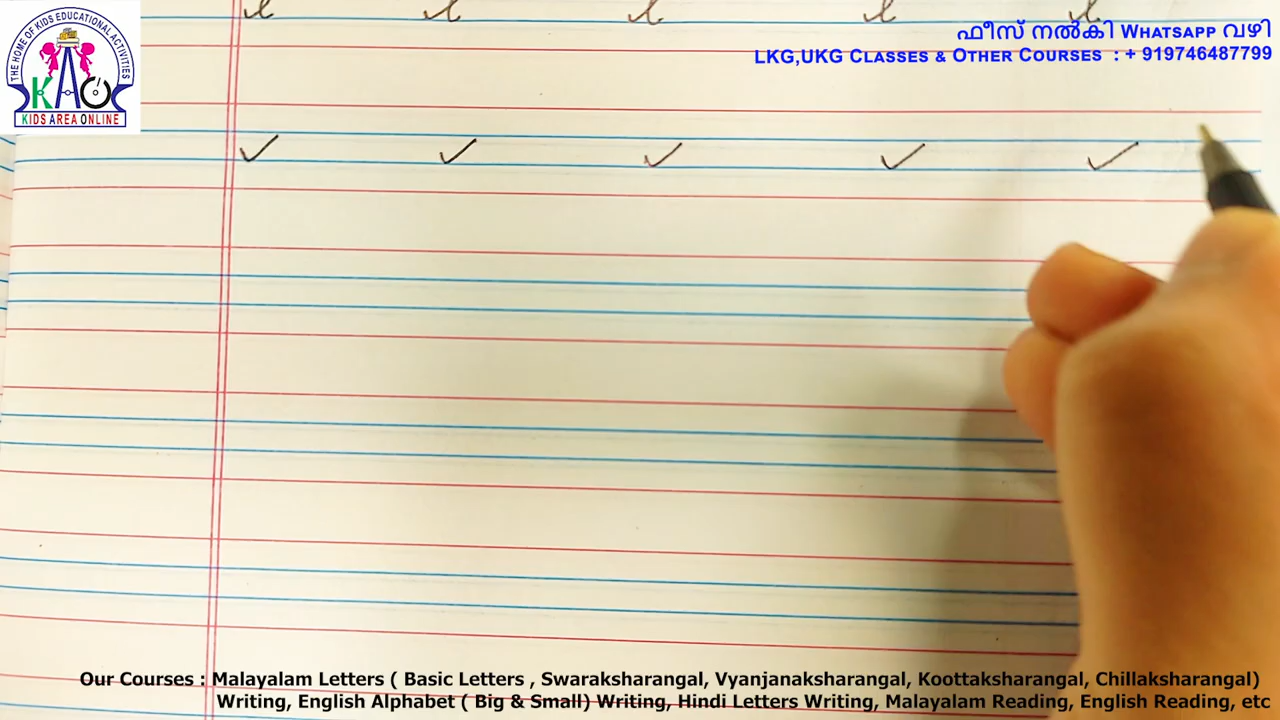 THE HOME OF KIDS EDUCATIONAL ACTIVITIES
KAO
KIDS AREA ONLINE
ഫീസ് നൽകി WHATSAPP വഴി
LKG,UKG CLASSES & OTHER COURSES : + 919746487799
✓ ✓ ✓ ✓ ✓
Our Courses : Malayalam Letters ( Basic Letters , Swaraksharangal, Vyanjanaksharangal, Koottaksharangal, Chillaksharangal)
Writing, English Alphabet ( Big & Small) Writing, Hindi Letters Writing, Malayalam Reading, English Reading, etc